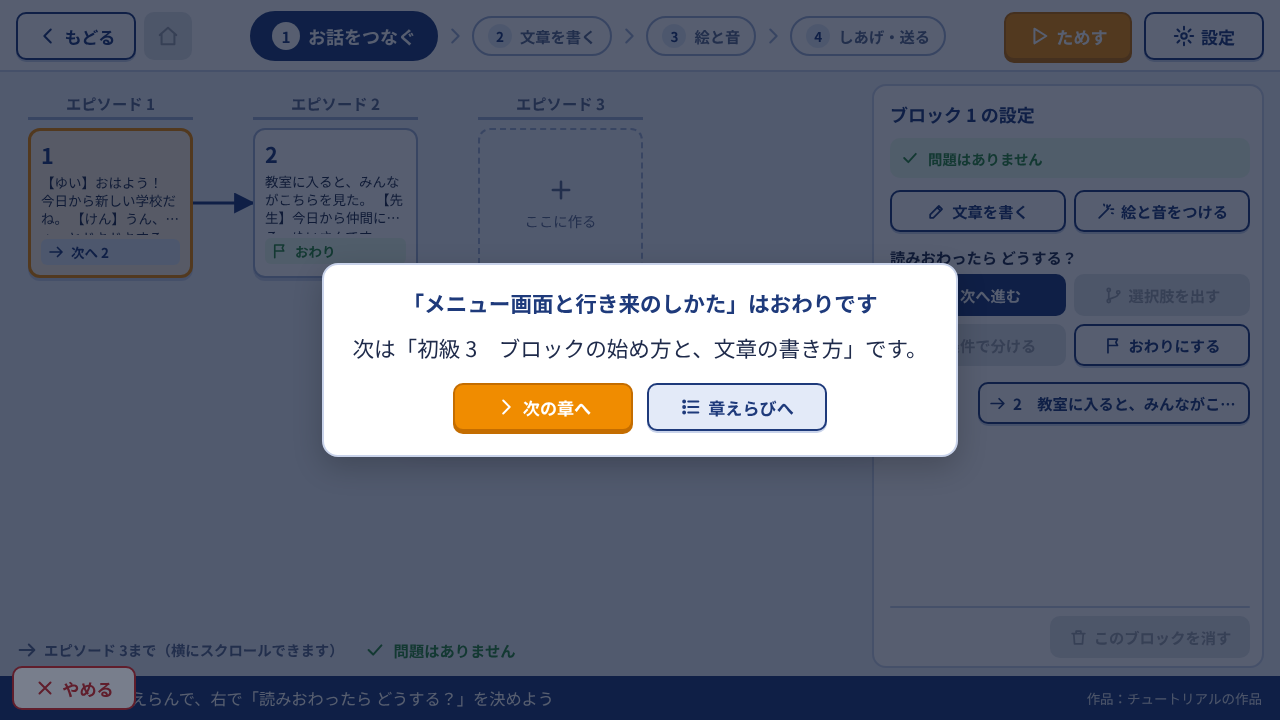 もどる
1 お話をつなぐ
2 文章を書く
3 絵と音
4 しあげ・送る
ためす
設定
エピソード 1
エピソード 2
エピソード 3
1
【ゆい】おはよう！
今日から新しい学校だ
ね。【けん】うん、…
次へ 2
2
教室に入ると、みんな
がこちらを見た。【先
生】今日から仲間に…
おわり
ここに作る
ブロック 1 の設定
問題はありません
文章を書く
絵と音をつける
読みおわったら どうする？
次へ進む
選択肢を出す
件で分ける
おわりにする
2　教室に入ると、みんながこ…
「メニュー画面と行き来のしかた」はおわりです
次は「初級 3　ブロックの始め方と、文章の書き方」です。
次の章へ
章えらびへ
このブロックを消す
エピソード 3まで（横にスクロールできます）
問題はありません
やめる
えらんで、右で「読みおわったら どうする？」を決めよう
作品：チュートリアルの作品